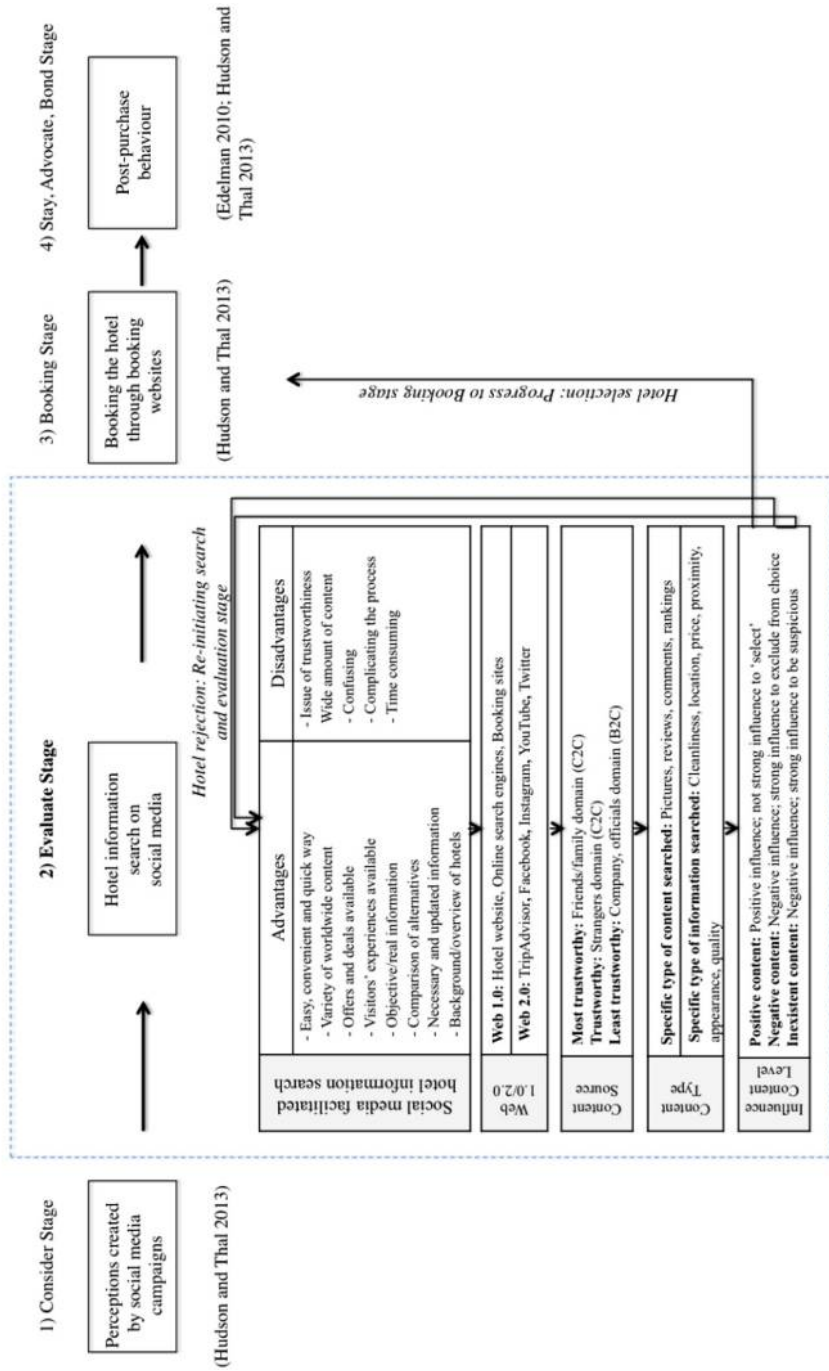 1) Consider Stage
Perceptions created
by social media
campaigns
(Hudson and Thal 2013)
2) Evaluate Stage
Hotel information
search on
social media
Hotel rejection: Re-initiating search
and evaluation stage
Social media facilitated
hotel information search
Advantages
- Easy, convenient and quick way
- Variety of worldwide content
- Offers and deals available
- Visitors' experiences available
- Objective/real information
- Comparison of alternatives
- Necessary and updated information
- Background/overview of hotels
Disadvantages
- Issue of trustworthiness
Wide amount of content
- Confusing
- Complicating the process
- Time consuming
Web
1.0/2.0
Web 1.0: Hotel website, Online search engines, Booking sites
Web 2.0: TripAdvisor, Facebook, Instagram, YouTube, Twitter
Content
Source
Most trustworthy: Friends/family domain (C2C)
Trustworthy: Strangers domain (C2C)
Least trustworthy: Company, officials domain (B2C)
Content
Type
Specific type of content searched: Pictures, reviews, comments, rankings
Specific type of information searched: Cleanliness, location, price, proximity,
appearance, quality
Influence
Content
Level
Positive content: Positive influence; not strong influence to 'select'
Negative content: Negative influence; strong influence to exclude from choice
Inexistent content: Negative influence; strong influence to be suspicious
Hotel selection: Progress to Booking stage
3) Booking Stage
Booking the hotel
through booking
websites
(Hudson and Thal 2013)
4) Stay, Advocate, Bond Stage
Post-purchase
behaviour
(Edelman 2010; Hudson and
Thal 2013)